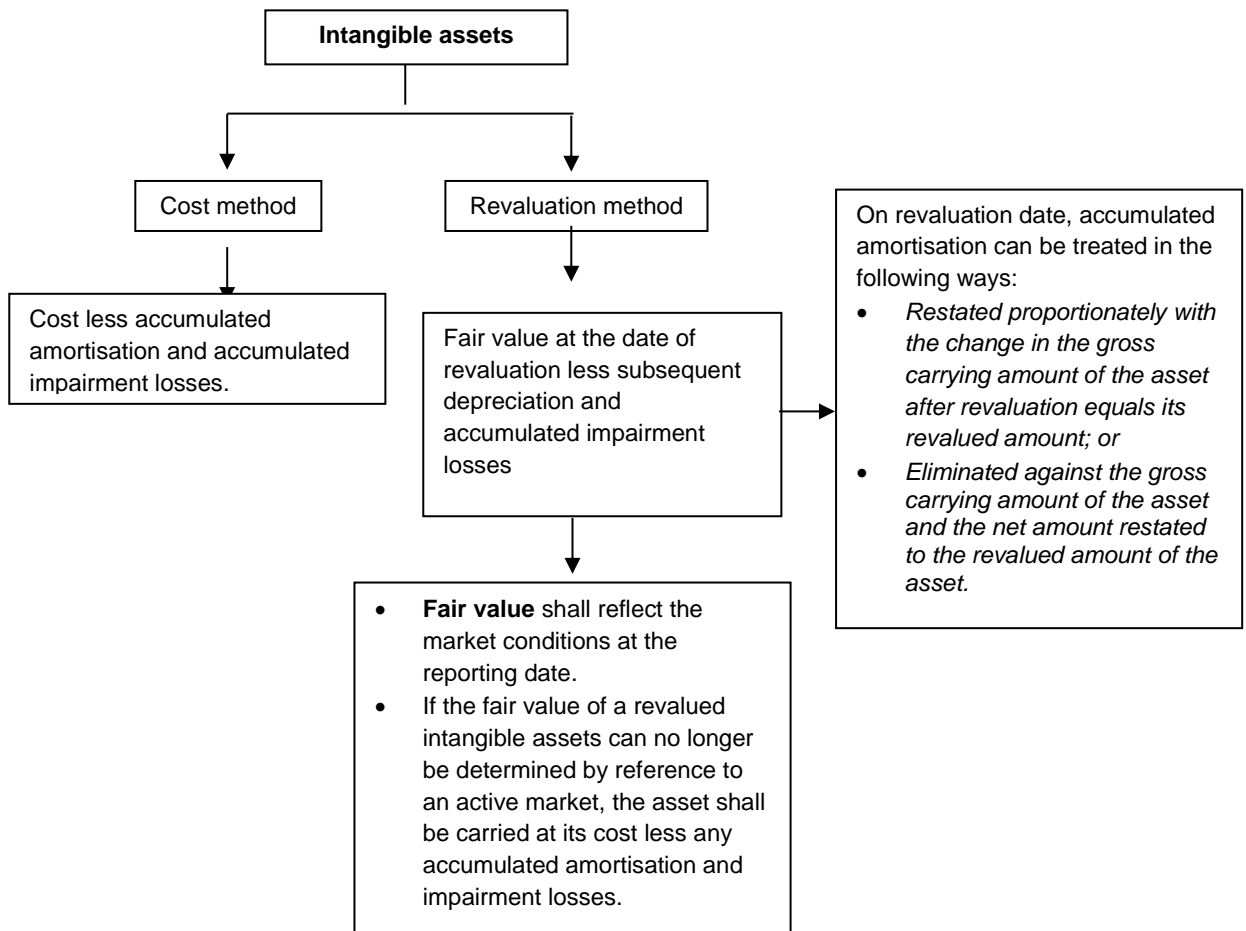 Intangible assets
Cost method
Revaluation method
Cost less accumulated
amortisation and accumulated
impairment losses.
Fair value at the date of
revaluation less subsequent
depreciation and
accumulated impairment
losses
On revaluation date, accumulated
amortisation can be treated in the
following ways:
• Restated proportionately with
the change in the gross
carrying amount of the asset
after revaluation equals its
revalued amount; or
• Eliminated against the gross
carrying amount of the asset
and the net amount restated
to the revalued amount of the
asset.
• Fair value shall reflect the
market conditions at the
reporting date.
• If the fair value of a revalued
intangible assets can no longer
be determined by reference to
an active market, the asset shall
be carried at its cost less any
accumulated amortisation and
impairment losses.